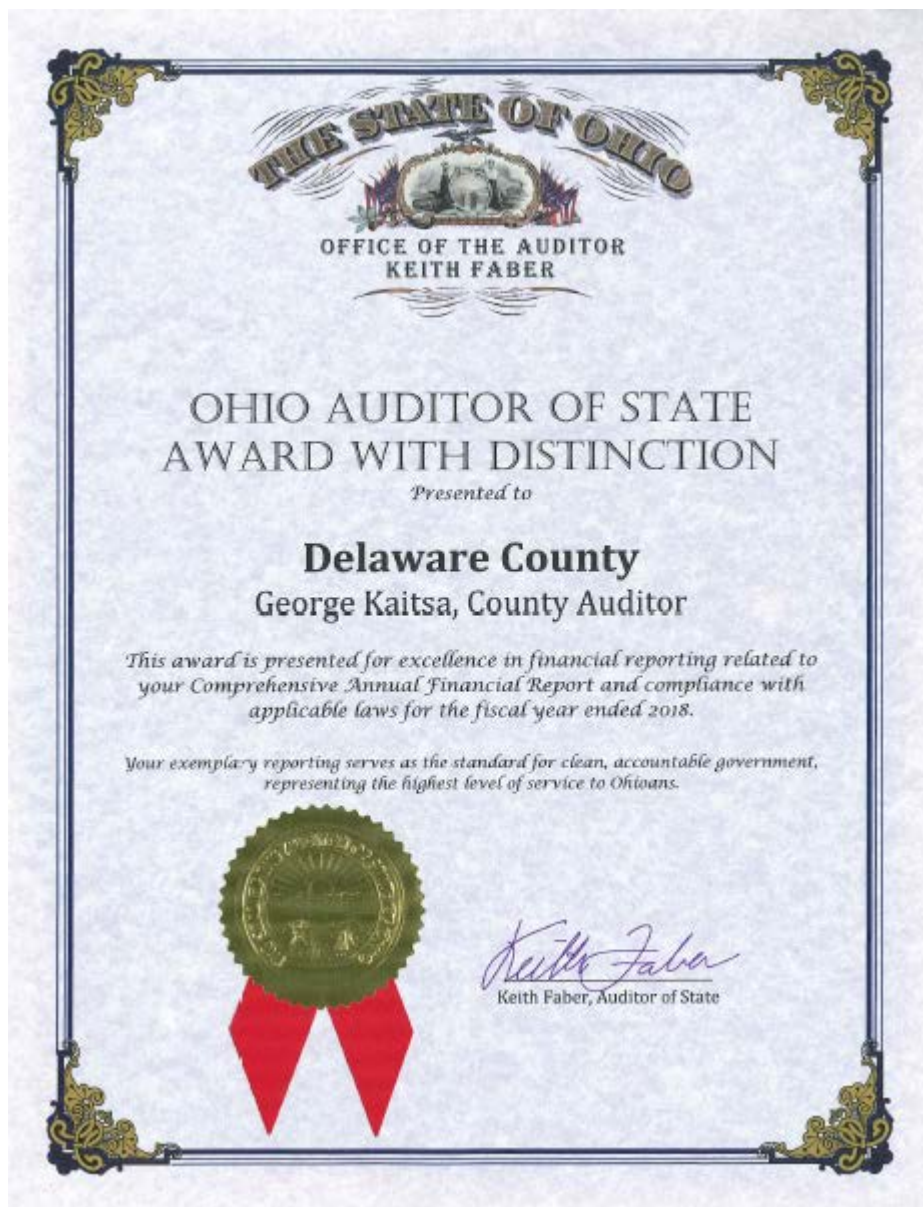 THE STATE OF OHIO
OFFICE OF THE AUDITOR
KEITH FABER
OHIO AUDITOR OF STATE
AWARD WITH DISTINCTION
Presented to
Delaware County
George Kaitsa, County Auditor
This award is presented for excellence in financial reporting related to
your Comprehensive Annual Financial Report and compliance with
applicable laws for the fiscal year ended 2018.
Your exemplary reporting serves as the standard for clean, accountable government,
representing the highest level of service to Ohioans.
Keith Faber
Keith Faber, Auditor of State